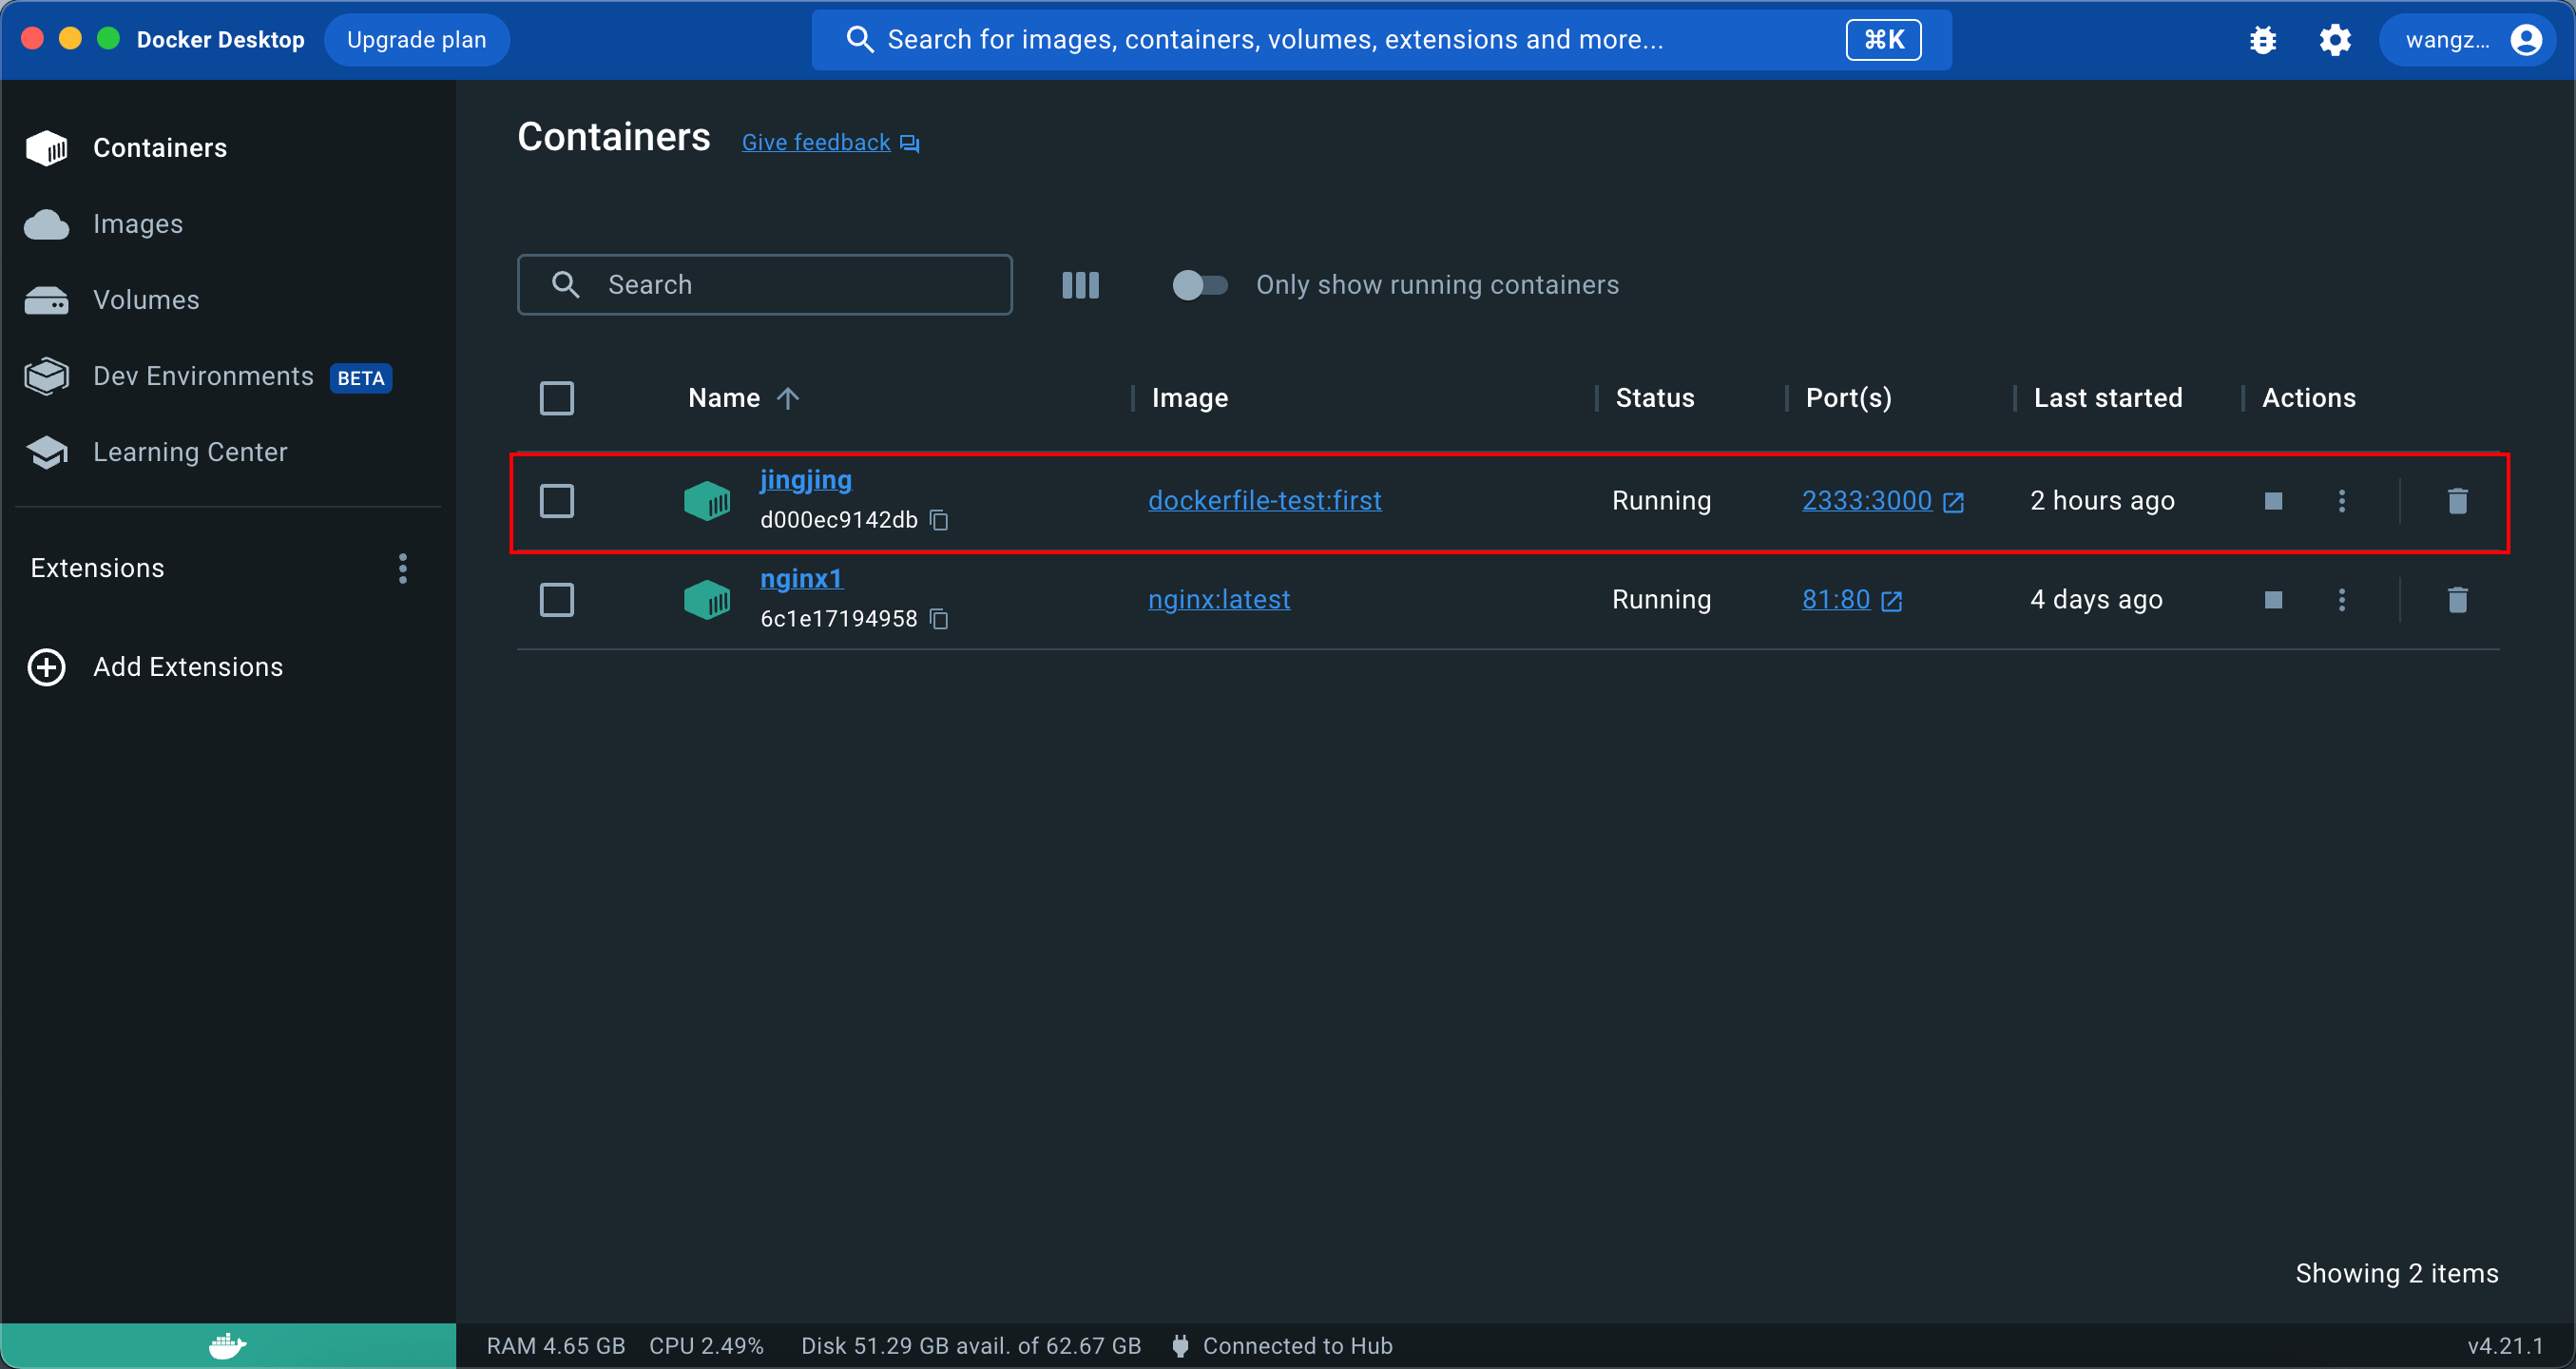 Docker Desktop Upgrade plan Search for images, containers, volumes, extensions and more... ⌘K wangz...
Containers
Images
Volumes
Dev Environments BETA
Learning Center
Extensions
Add Extensions
Containers Give feedback
Search Only show running containers
Name Image Status Port(s) Last started Actions
jingjing
d000ec9142db dockerfile-test:first Running 2333:3000 2 hours ago
nginx1
6c1e17194958 nginx:latest Running 81:80 4 days ago
Showing 2 items
RAM 4.65 GB CPU 2.49% Disk 51.29 GB avail. of 62.67 GB Connected to Hub v4.21.1